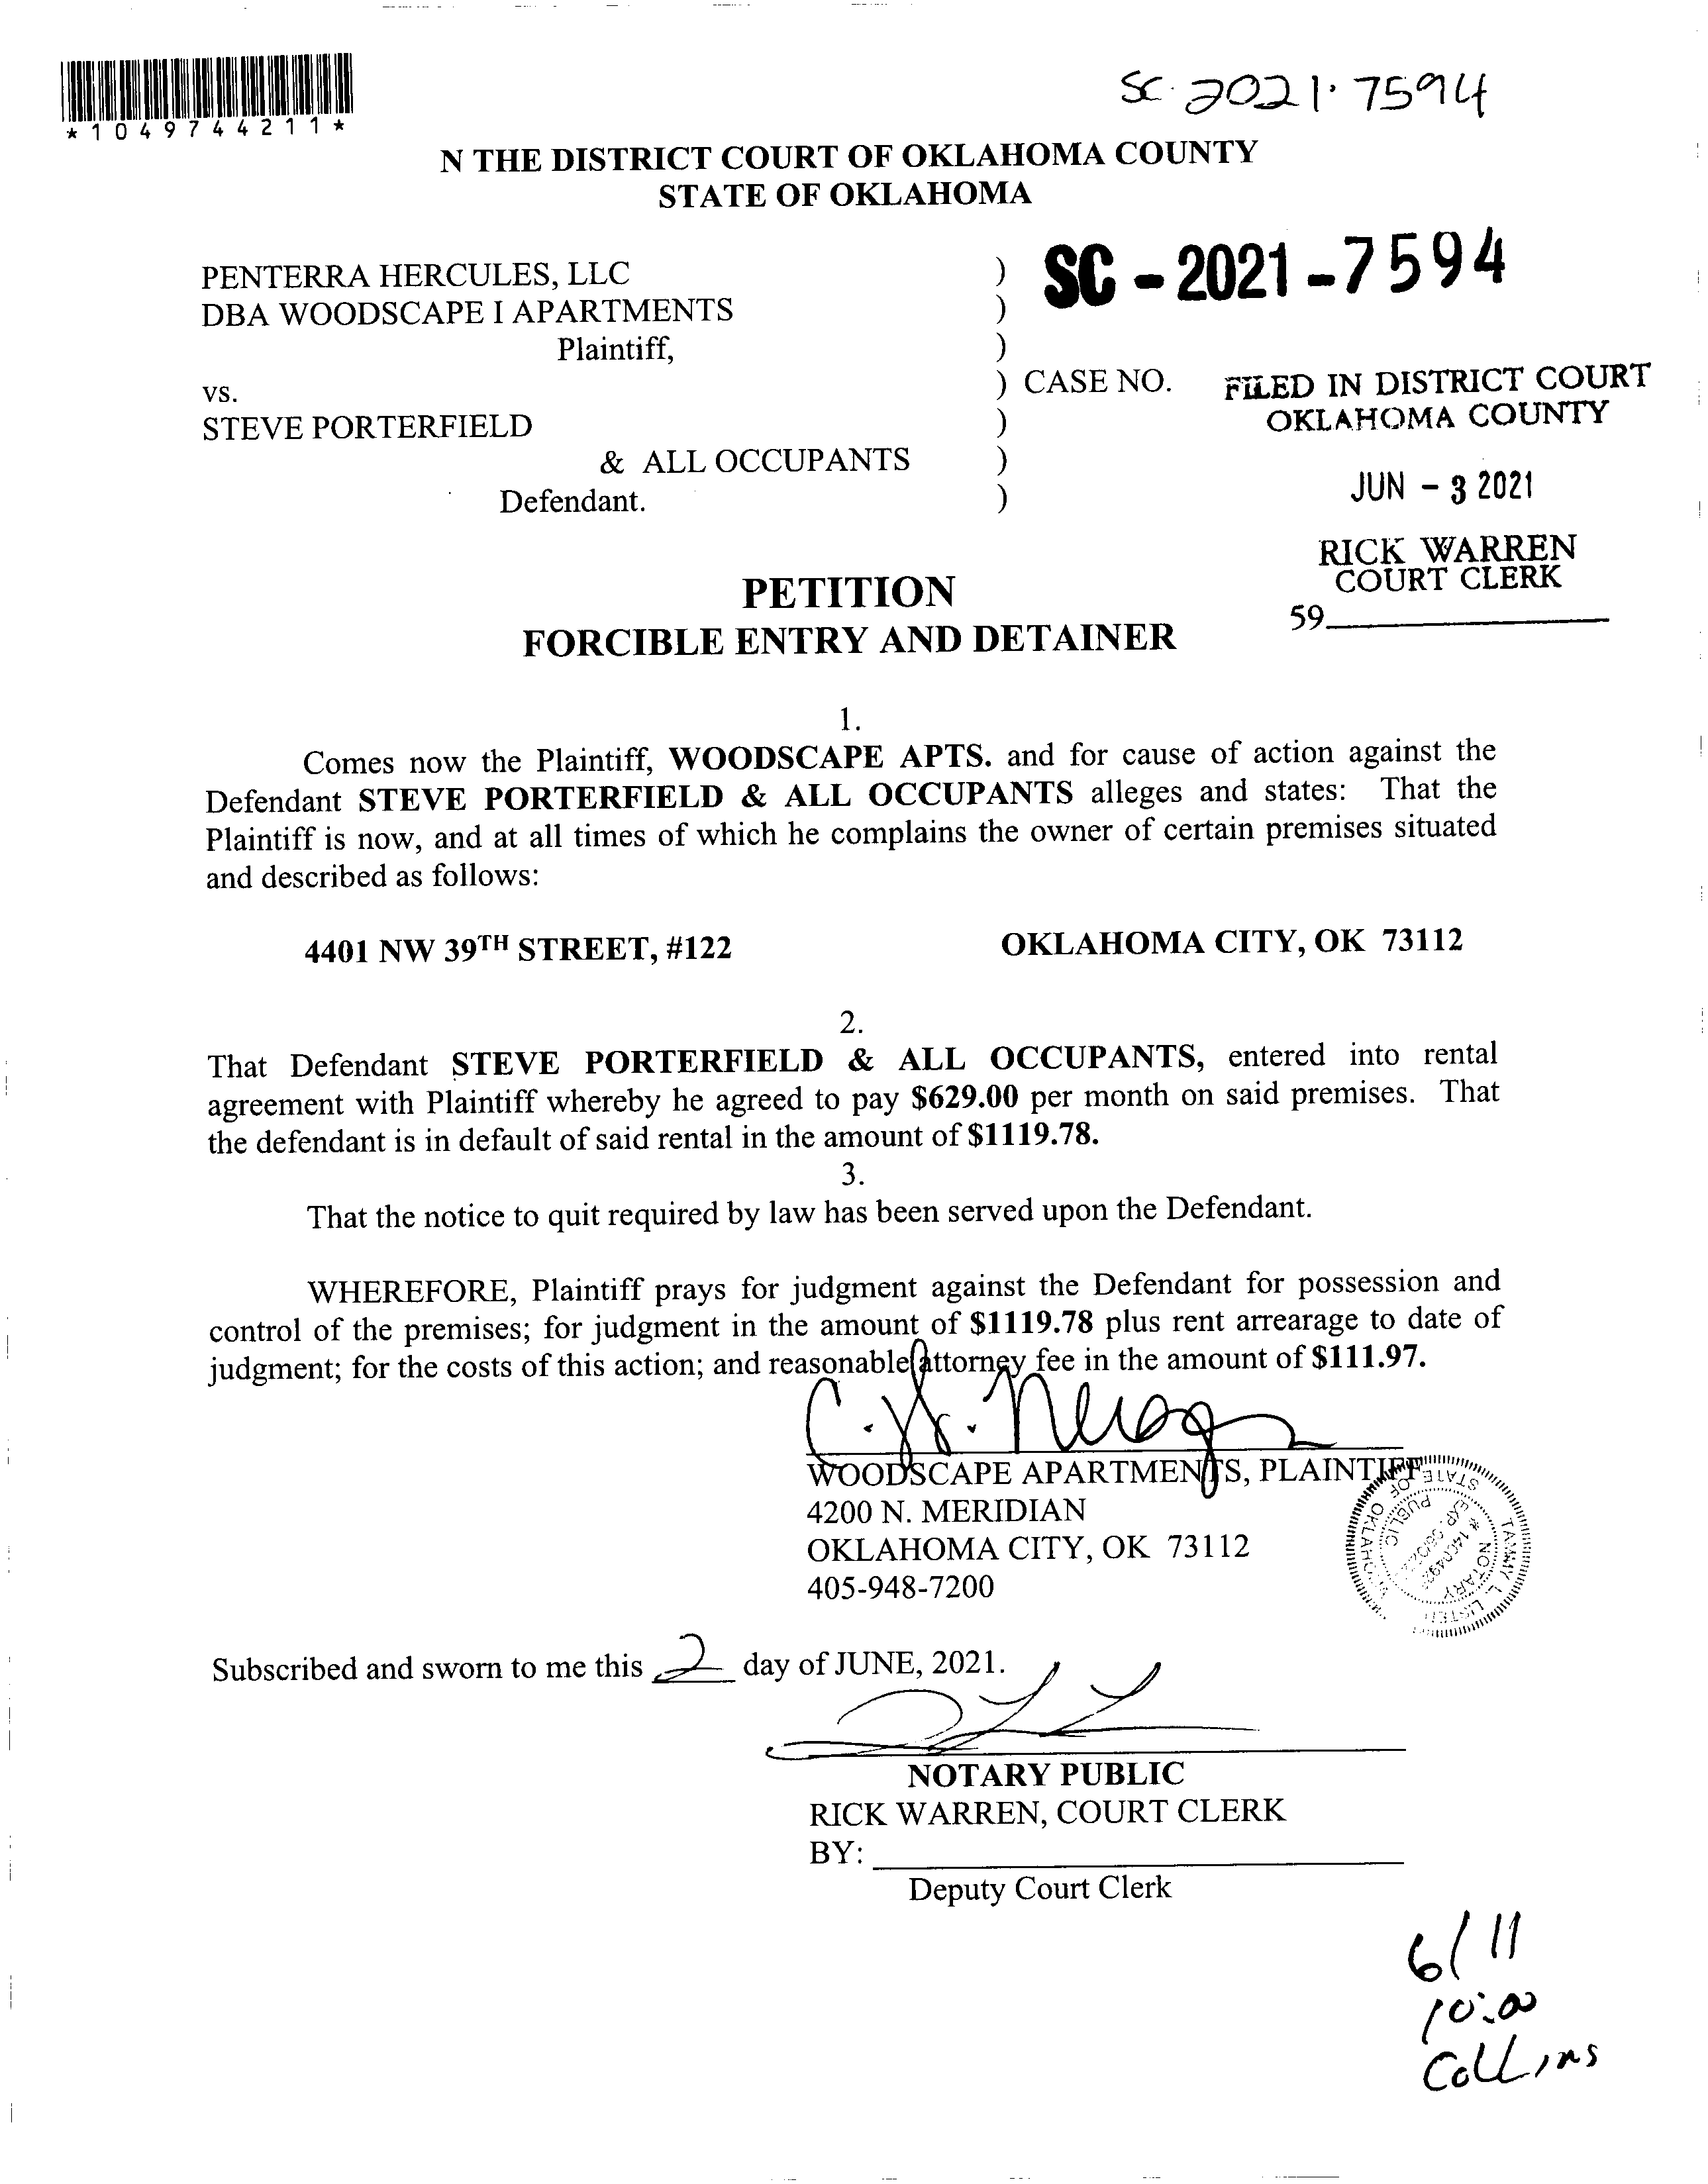 *1049744211*
SC-2021-7594
N THE DISTRICT COURT OF OKLAHOMA COUNTY
STATE OF OKLAHOMA
PENTERRA HERCULES, LLC ) SC-2021-7594
DBA WOODSCAPE I APARTMENTS )
Plaintiff, )
vs. ) CASE NO. FILED IN DISTRICT COURT
STEVE PORTERFIELD ) OKLAHOMA COUNTY
& ALL OCCUPANTS )
Defendant. ) JUN - 3 2021
RICK WARREN
COURT CLERK
59
PETITION
FORCIBLE ENTRY AND DETAINER
1.
Comes now the Plaintiff, WOODSCAPE APTS. and for cause of action against the
Defendant STEVE PORTERFIELD & ALL OCCUPANTS alleges and states: That the
Plaintiff is now, and at all times of which he complains the owner of certain premises situated
and described as follows:
4401 NW 39TH STREET, #122 OKLAHOMA CITY, OK 73112
2.
That Defendant STEVE PORTERFIELD & ALL OCCUPANTS, entered into rental
agreement with Plaintiff whereby he agreed to pay $629.00 per month on said premises. That
the defendant is in default of said rental in the amount of $1119.78.
3.
That the notice to quit required by law has been served upon the Defendant.
WHEREFORE, Plaintiff prays for judgment against the Defendant for possession and
control of the premises; for judgment in the amount of $1119.78 plus rent arrearage to date of
judgment; for the costs of this action; and reasonable attorney fee in the amount of $111.97.
WOODSCAPE APARTMENTS, PLAINTIFF
4200 N. MERIDIAN
OKLAHOMA CITY, OK 73112
405-948-7200
TAMMY L.
NOTARY
PUBLIC
STATE OF
Subscribed and sworn to me this 2 day of JUNE, 2021.
NOTARY PUBLIC
RICK WARREN, COURT CLERK
BY:
Deputy Court Clerk
6/11
10:00
Collins